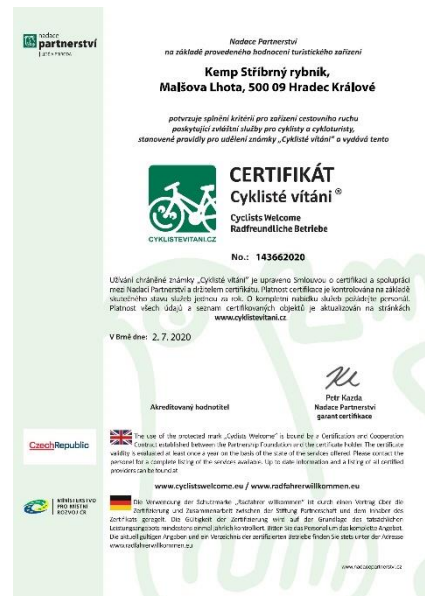 nadace
partnerství
Nadace Partnerství
na základě provedeného hodnocení turistického zařízení
Kemp Stříbrný rybník,
Malšova Lhota, 500 09 Hradec Králové
potvrzuje splnění kritérií pro zařízení cestovního ruchu
poskytující zvláštní služby pro cyklisty a cykloturisty,
stanovené pravidly pro udělení známky „Cyklisté vítáni“ a vydává tento
CERTIFIKÁT
Cyklisté vítáni®
Cyclists Welcome
Radfreundliche Betriebe
CYKLISTEVITANI.CZ
No.: 143662020
Užívání chráněné známky „Cyklisté vítáni“ je upraveno Smlouvou o certifikaci a spolupráci
mezi Nadací Partnerství a držitelem certifikátu. Platnost certifikace je kontrolována na základě
skutečného stavu služeb jednou za rok. O kompletní nabídku služeb požádejte personál.
Platnost všech údajů a seznam certifikovaných objektů je aktualizován na stránkách
www.cyklistevitani.cz
V Brně dne: 2. 7. 2020
Petr Kazda
Akreditovaný hodnotitel
Nadace Partnerství
garant certifikace
CzechRepublic
The use of the protected mark „Cyclists Welcome“ is bound by a Certification and Cooperation
Contract established between the Partnership Foundation and the certificate holder. The certificate
validity is evaluated at least once a year on the basis of the state of the services offered. Please contact the
personnel for a complete listing of the services available. Up to date information and a listing of all certified
providers can be found at
www.cyclistswelcome.eu / www.radfahrerwillkommen.eu
MINISTERSTVO
PRO MÍSTNÍ
ROZVOJ ČR
Die Verwendung der Schutzmarke „Radfahrer willkommen“ ist durch einen Vertrag über die
Zertifizierung und Zusammenarbeit zwischen der Stiftung Partnerschaft und dem Inhaber des
Zertifikats geregelt. Die Gültigkeit der Zertifizierung wird auf der Grundlage des tatsächlichen
Leistungsangebots mindestens einmal jährlich kontrolliert. Bitten Sie das Personal um das komplette Angebot.
Die aktuell gültigen Angaben und ein Verzeichnis der zertifizierten Betriebe finden Sie stets unter der Adresse
www.radfahrerwillkommen.eu
www.nadacepartnerstvi.cz